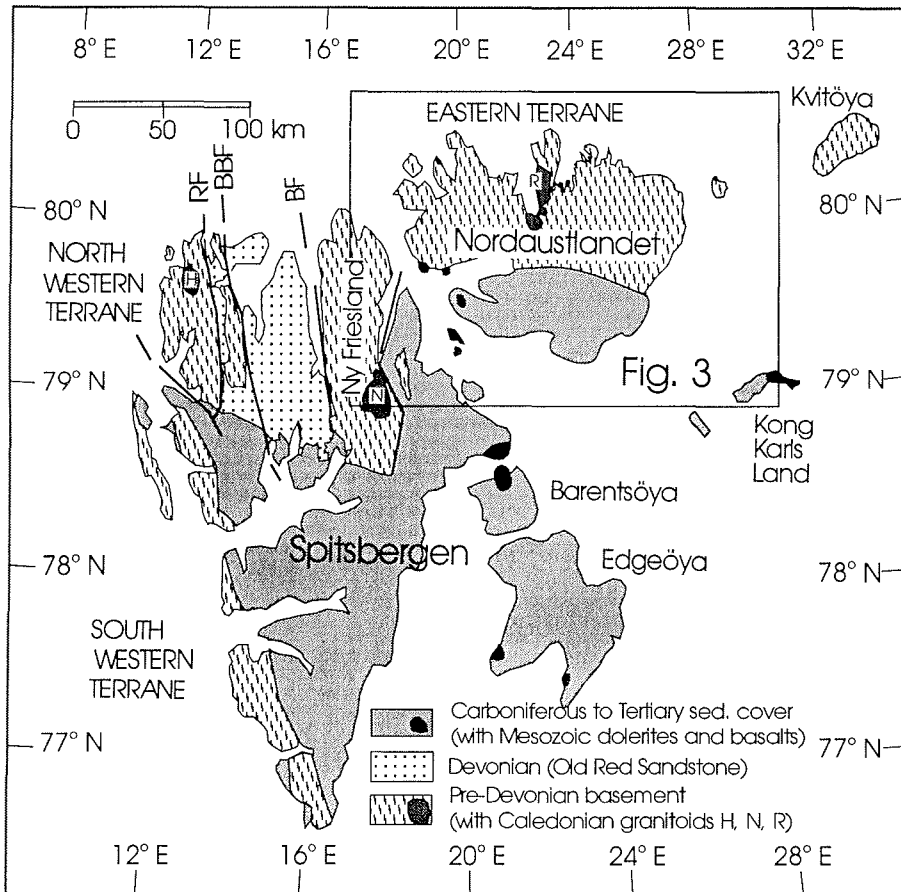 8° E 12° E 16° E 20° E 24° E 28° E 32° E
0 50 100 km
EASTERN TERRANE
Kvitöya
RF
BBF
BF
R
80° N
80° N
NORTH
WESTERN
TERRANE
H
Nordaustlandet
Ny Friesland
79° N
Fig. 3
79° N
N
Kong
Karls
Land
Barentsöya
Spitsbergen
Edgeöya
78° N
78° N
SOUTH
WESTERN
TERRANE
77° N
77° N
Carboniferous to Tertiary sed. cover
(with Mesozoic dolerites and basalts)
Devonian (Old Red Sandstone)
Pre-Devonian basement
(with Caledonian granitoids H, N, R)
12° E 16° E 20° E 24° E 28° E